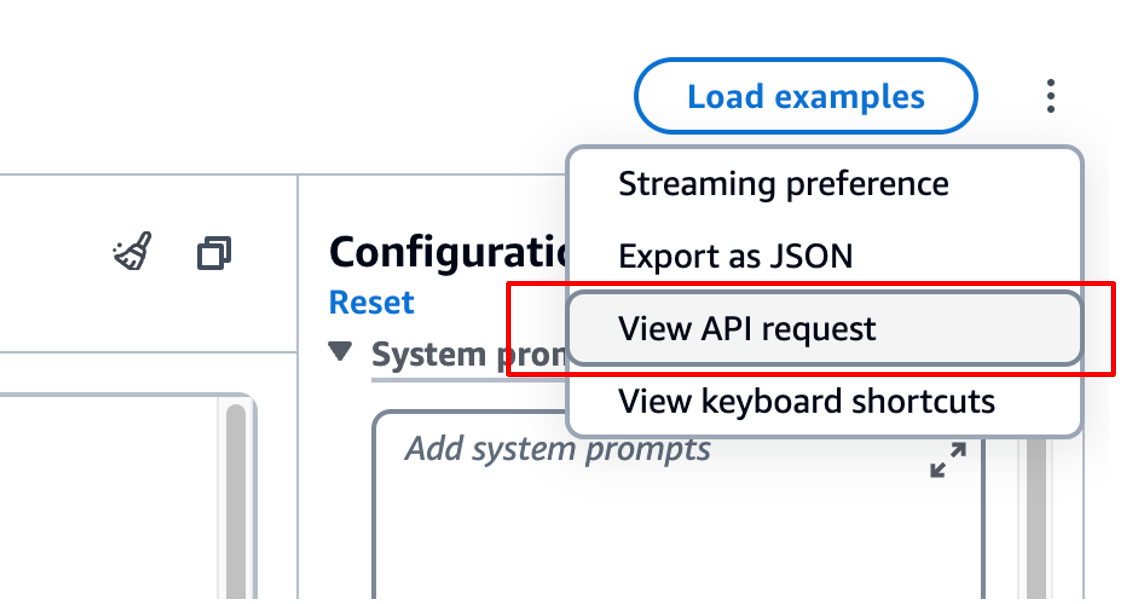 Load examples
Streaming preference
Export as JSON
View API request
View keyboard shortcuts
Configuratio
Reset
System pron
Add system prompts